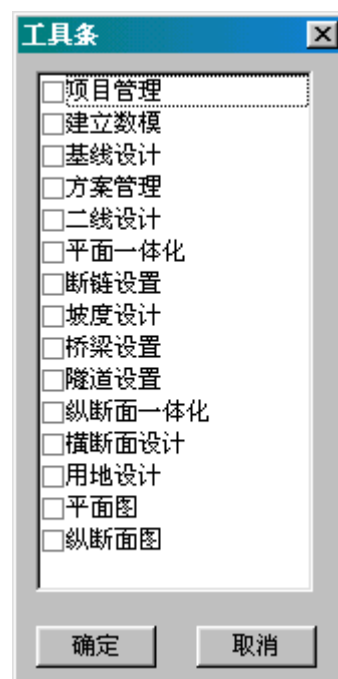 工具条
项目管理
建立数模
基线设计
方案管理
二线设计
平面一体化
断链设置
坡度设计
桥梁设置
隧道设置
纵断面一体化
横断面设计
用地设计
平面图
纵断面图
确定 取消